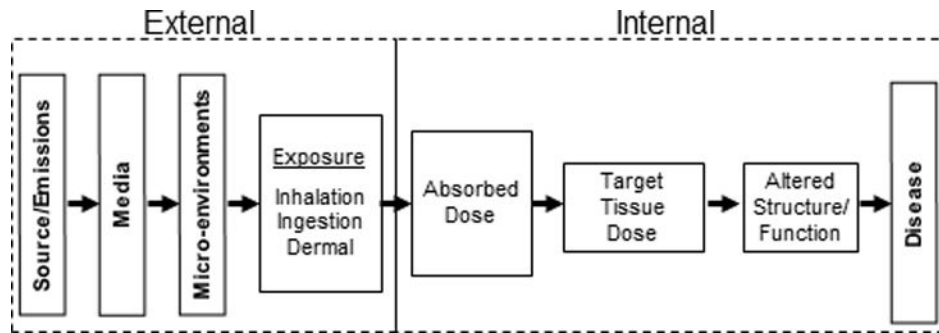 External
Internal
Source/Emissions
Media
Micro-environments
Exposure
Inhalation
Ingestion
Dermal
Absorbed
Dose
Target
Tissue
Dose
Altered
Structure/
Function
Disease